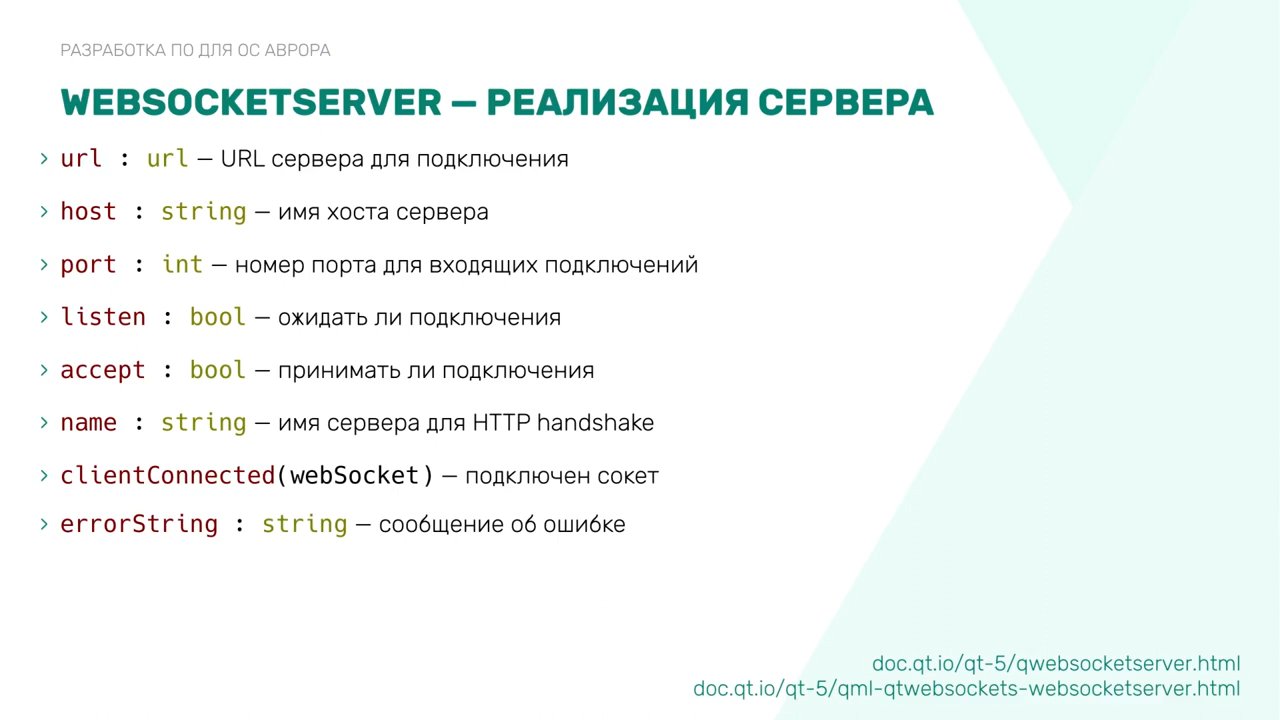 РАЗРАБОТКА ПО ДЛЯ ОС АВРОРА
WEBSOCKETSERVER — РЕАЛИЗАЦИЯ СЕРВЕРА
› url : url — URL сервера для подключения
› host : string — имя хоста сервера
› port : int — номер порта для входящих подключений
› listen : bool — ожидать ли подключения
› accept : bool — принимать ли подключения
› name : string — имя сервера для HTTP handshake
› clientConnected(webSocket) — подключен сокет
› errorString : string — сообщение об ошибке
doc.qt.io/qt-5/qwebsocketserver.html
doc.qt.io/qt-5/qml-qtwebsockets-websocketserver.html